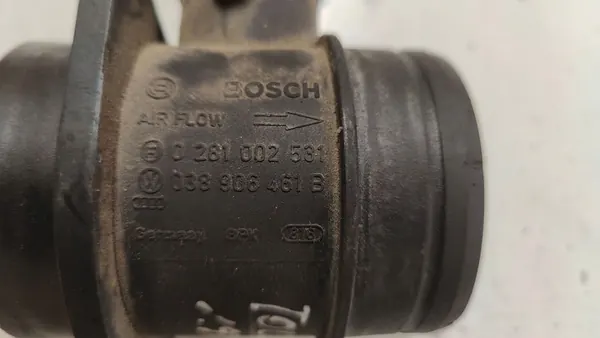 BOSCH
AIR FLOW
0 281 002 531
038 906 461 B
Germany